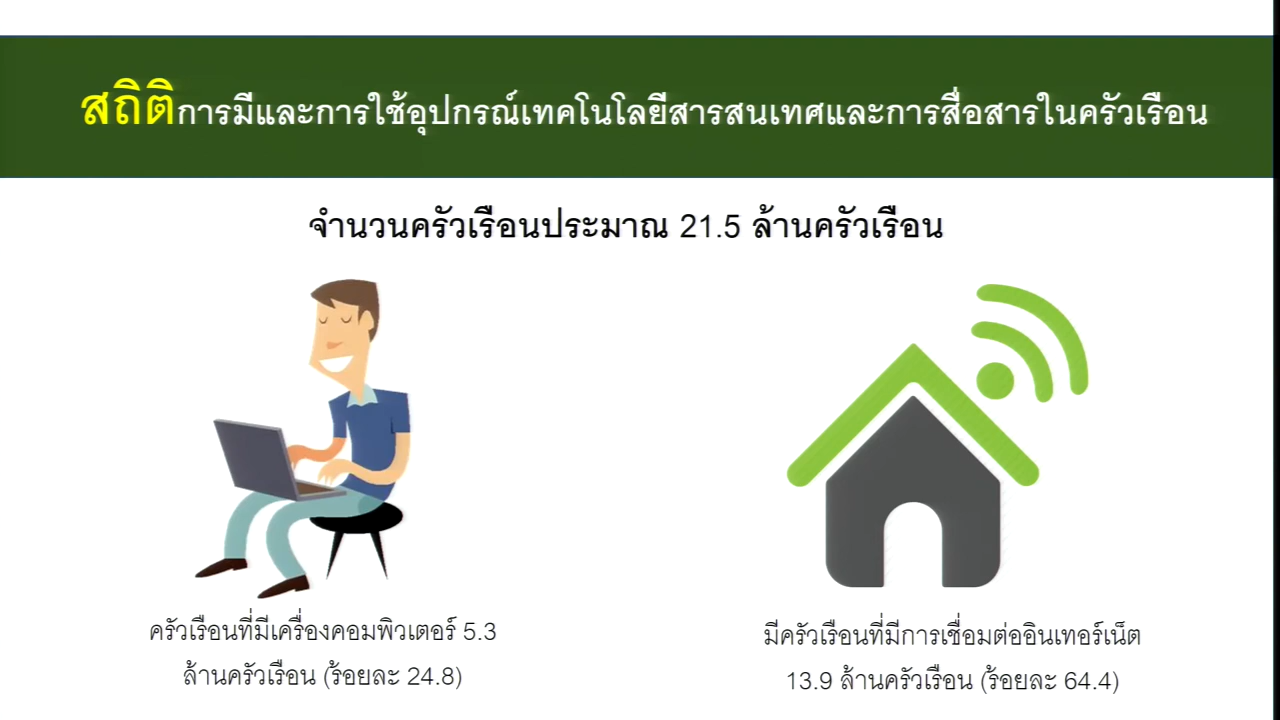 สถิติการมีและการใช้อุปกรณ์เทคโนโลยีสารสนเทศและการสื่อสารในครัวเรือน
จำนวนครัวเรือนประมาณ 21.5 ล้านครัวเรือน
ครัวเรือนที่มีเครื่องคอมพิวเตอร์ 5.3
ล้านครัวเรือน (ร้อยละ 24.8)
มีครัวเรือนที่มีการเชื่อมต่ออินเทอร์เน็ต
13.9 ล้านครัวเรือน (ร้อยละ 64.4)